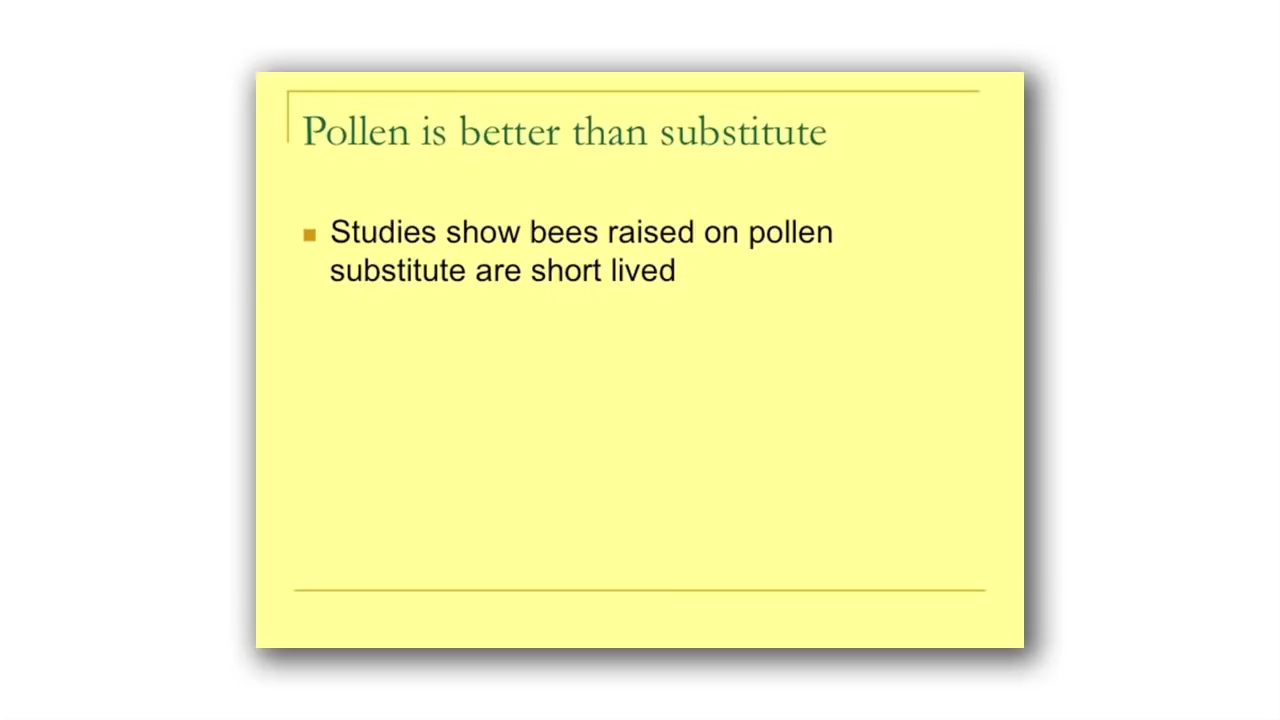 Pollen is better than substitute
Studies show bees raised on pollen
substitute are short lived